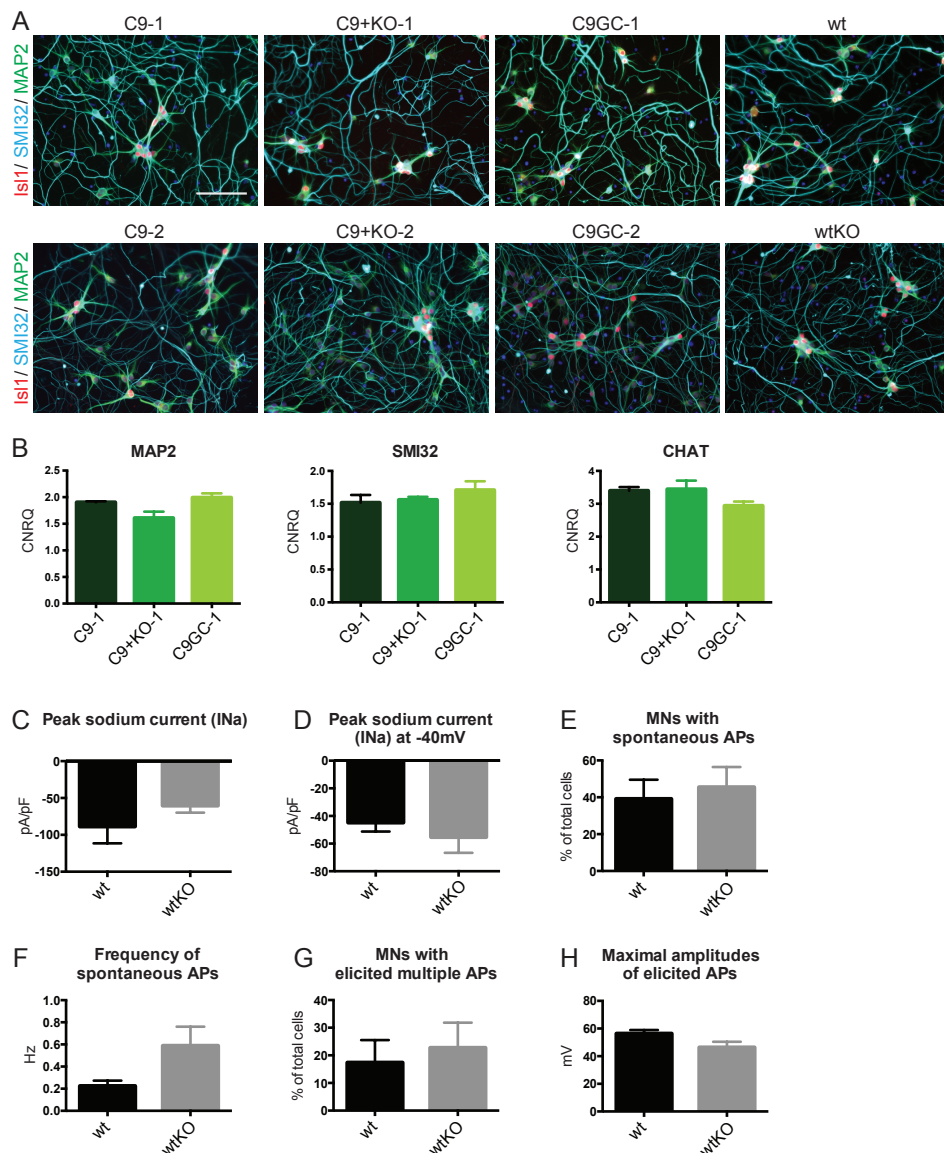 A
C9-1 C9+KO-1 C9GC-1 wt
Isl1/ SMI32/ MAP2
C9-2 C9+KO-2 C9GC-2 wtKO
Isl1/ SMI32/ MAP2
B
MAP2
CNRQ
2.5
2.0
1.5
1.0
0.5
0.0
C9-1 C9+KO-1 C9GC-1
SMI32
CNRQ
2.0
1.5
1.0
0.5
0.0
C9-1 C9+KO-1 C9GC-1
CHAT
CNRQ
4
3
2
1
0
C9-1 C9+KO-1 C9GC-1
C Peak sodium current (INa)
pA/pF
0
-50
-100
-150
wt wtKO
D Peak sodium current
(INa) at -40mV
pA/pF
0
-20
-40
-60
-80
wt wtKO
E MNs with
spontaneous APs
% of total cells
60
40
20
0
wt wtKO
F Frequency of
spontaneous APs
Hz
1.0
0.8
0.6
0.4
0.2
0.0
wt wtKO
G MNs with
elicited multiple APs
% of total cells
40
30
20
10
0
wt wtKO
H Maximal amplitudes
of elicited APs
mV
80
60
40
20
0
wt wtKO